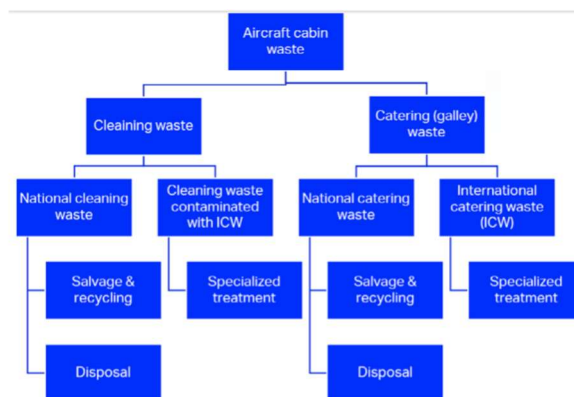 Aircraft cabin
waste
Cleaining waste
Catering (galley)
waste
National cleaning
waste
Cleaning waste
contaminated
with ICW
National catering
waste
International
catering waste
(ICW)
Salvage &
recycling
Specialized
treatment
Salvage &
recycling
Specialized
treatment
Disposal
Disposal